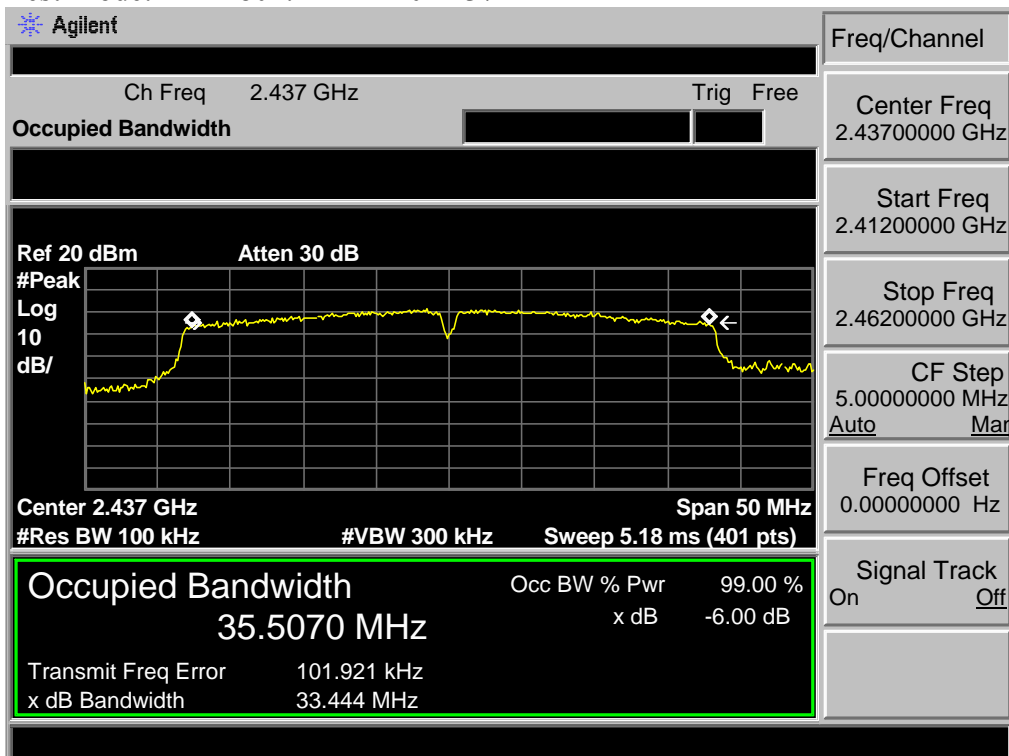 Agilent
Freq/Channel
Ch Freq 2.437 GHz Trig Free
Occupied Bandwidth
Center Freq
2.43700000 GHz
Start Freq
2.41200000 GHz
Ref 20 dBm Atten 30 dB
#Peak
Log
10
dB/
Stop Freq
2.46200000 GHz
CF Step
5.00000000 MHz
Auto Man
Center 2.437 GHz Span 50 MHz
#Res BW 100 kHz #VBW 300 kHz Sweep 5.18 ms (401 pts)
Freq Offset
0.00000000 Hz
Occupied Bandwidth Occ BW % Pwr 99.00 %
35.5070 MHz x dB -6.00 dB
Signal Track
On Off
Transmit Freq Error 101.921 kHz
x dB Bandwidth 33.444 MHz